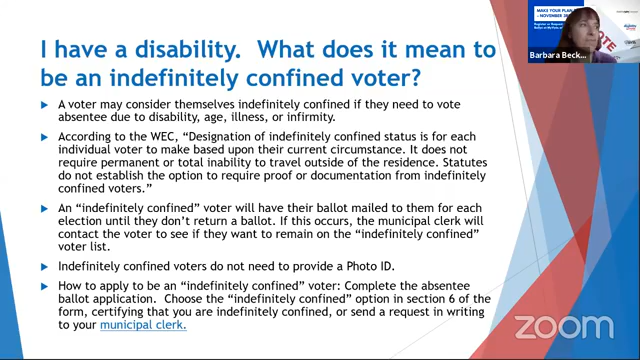 I have a disability.  What does it mean to
be an indefinitely confined voter?
A voter may consider themselves indefinitely confined if they need to vote
absentee due to disability, age, illness, or infirmity.
According to the WEC, “Designation of indefinitely confined status is for each
individual voter to make based upon their current circumstance. It does not
require permanent or total inability to travel outside of the residence. Statutes
do not establish the option to require proof or documentation from indefinitely
confined voters.”
An “indefinitely confined” voter will have their ballot mailed to them for each
election until they don’t return a ballot. If this occurs, the municipal clerk will
contact the voter to see if they want to remain on the “indefinitely confined”
voter list.
Indefinitely confined voters do not need to provide a Photo ID.
How to apply to be an “indefinitely confined” voter: Complete the absentee
ballot application.  Choose the “indefinitely confined” option in section 6 of the
form, certifying that you are indefinitely confined, or send a request in writing
to your municipal clerk.
MAKE YOUR PLAN
VOTE
Barbara Beck...
zoom